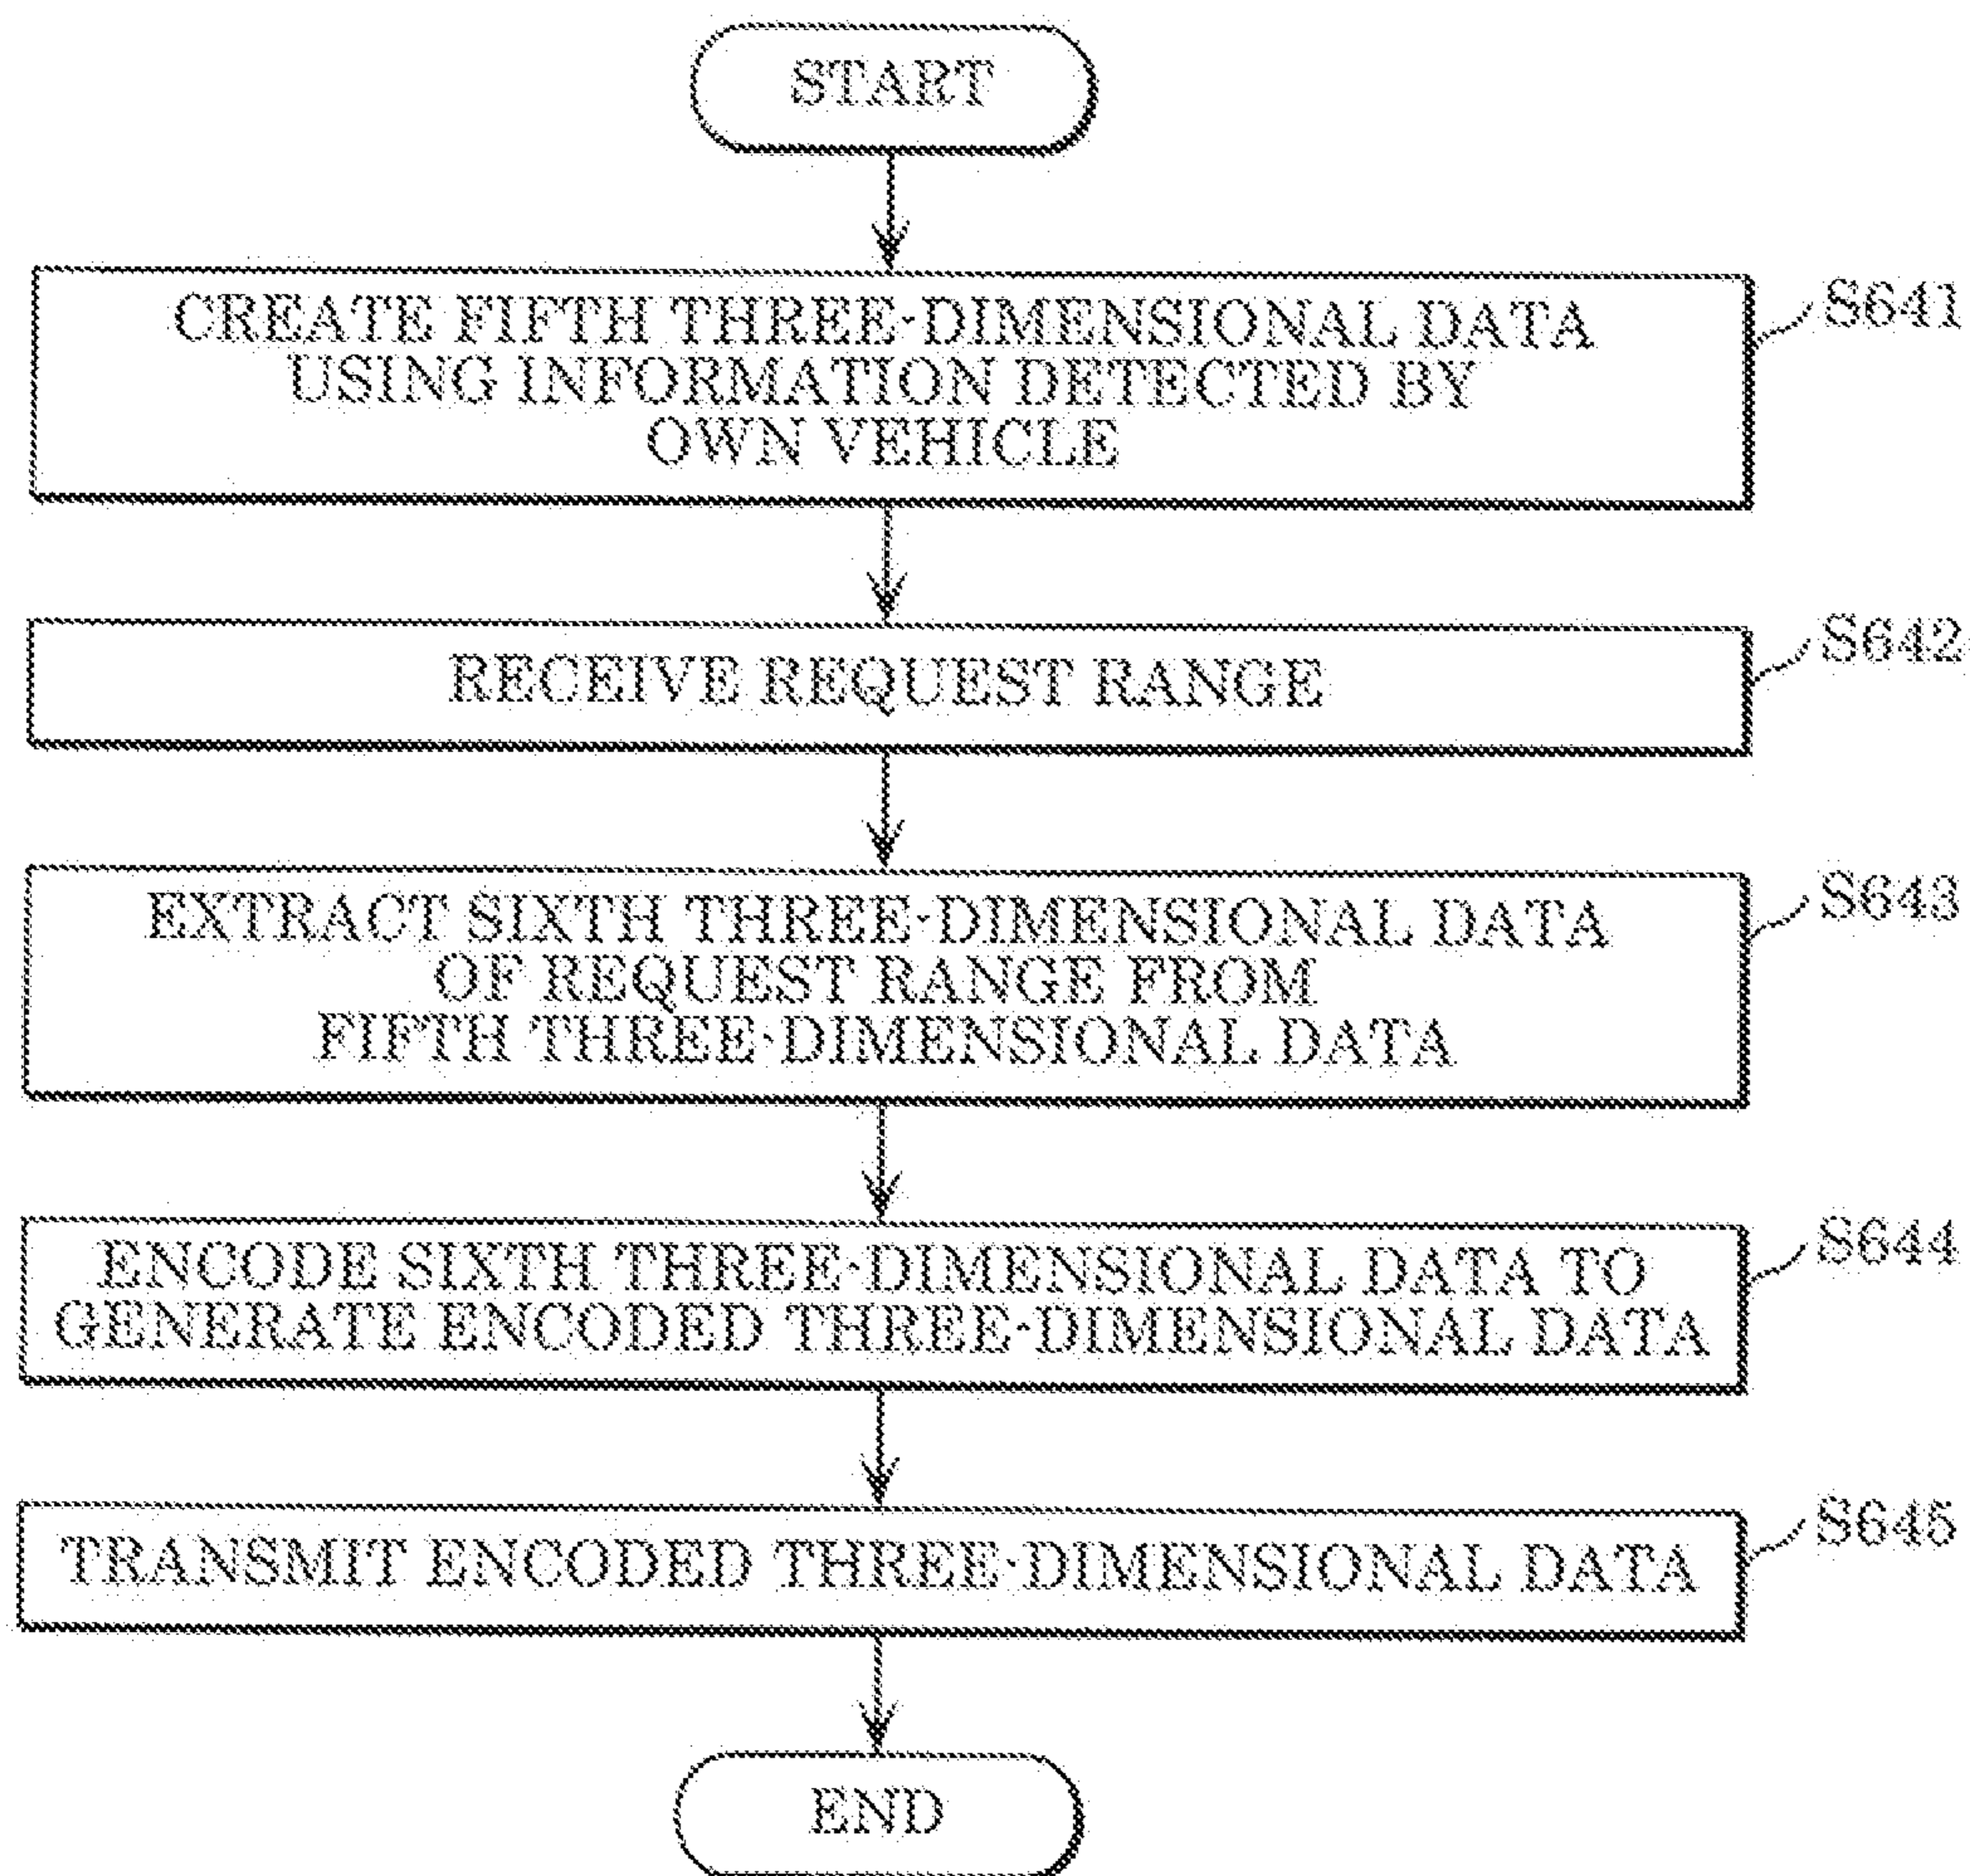 START
CREATE FIFTH THREE-DIMENSIONAL DATA
USING INFORMATION DETECTED BY
OWN VEHICLE
S641
RECEIVE REQUEST RANGE
S642
EXTRACT SIXTH THREE-DIMENSIONAL DATA
OF REQUEST RANGE FROM
FIFTH THREE-DIMENSIONAL DATA
S643
ENCODE SIXTH THREE-DIMENSIONAL DATA TO
GENERATE ENCODED THREE-DIMENSIONAL DATA
S644
TRANSMIT ENCODED THREE-DIMENSIONAL DATA
S645
END